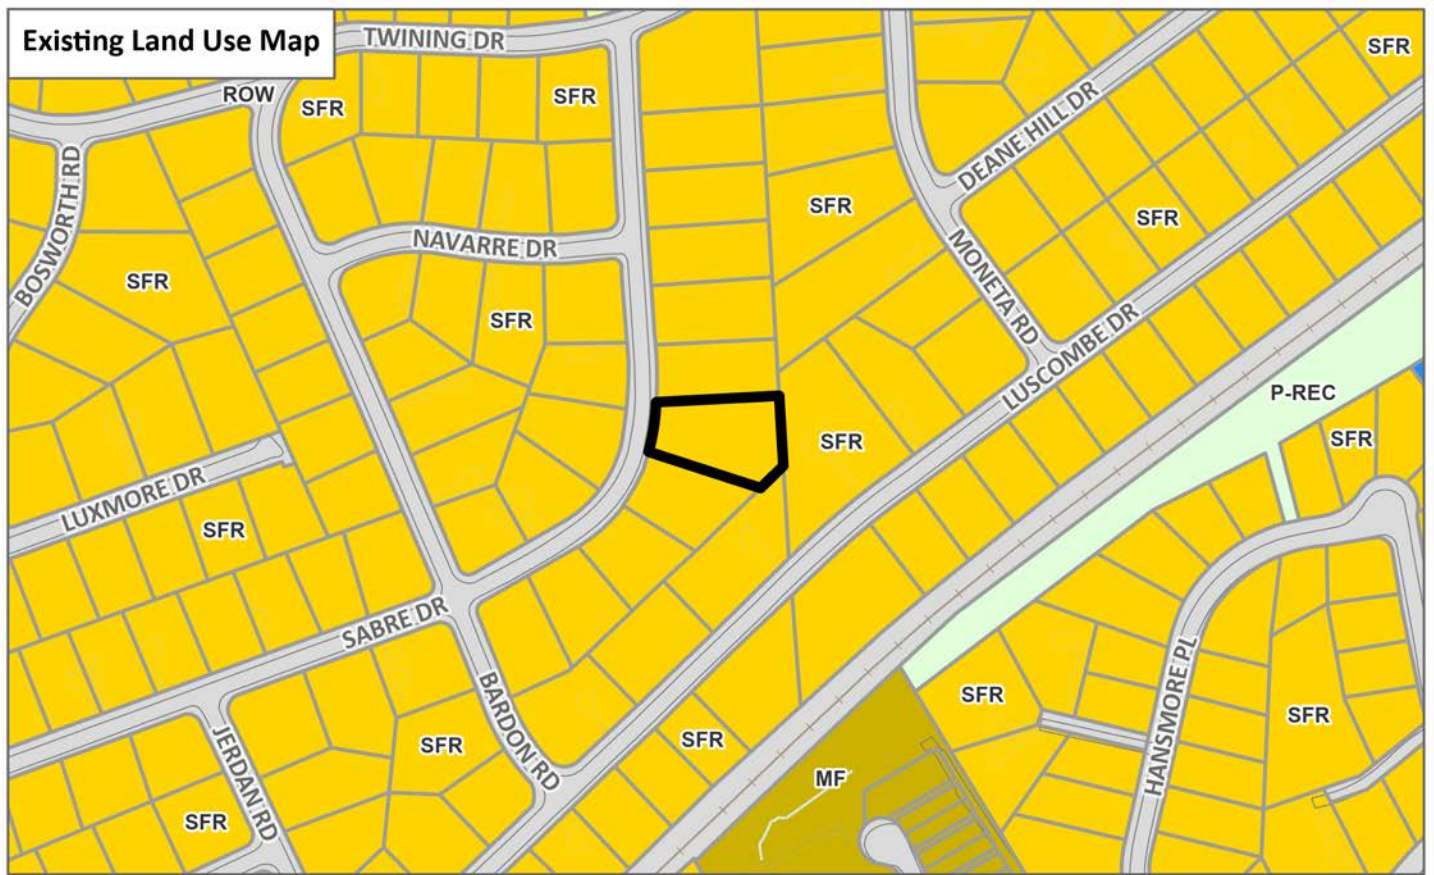 Existing Land Use Map
TWINING DR
SFR
ROW
SFR
SFR
BOSWORTH RD
DEANE HILL DR
SFR
SFR
NAVARRE DR
SFR
MONETA RD
SFR
LUSCOMBE DR
P-REC
SFR
SFR
LUXMORE DR
SFR
SABRE DR
HANSMORE PL
SFR
BARDON RD
SFR
SFR
SFR
JERDAN RD
MF
SFR